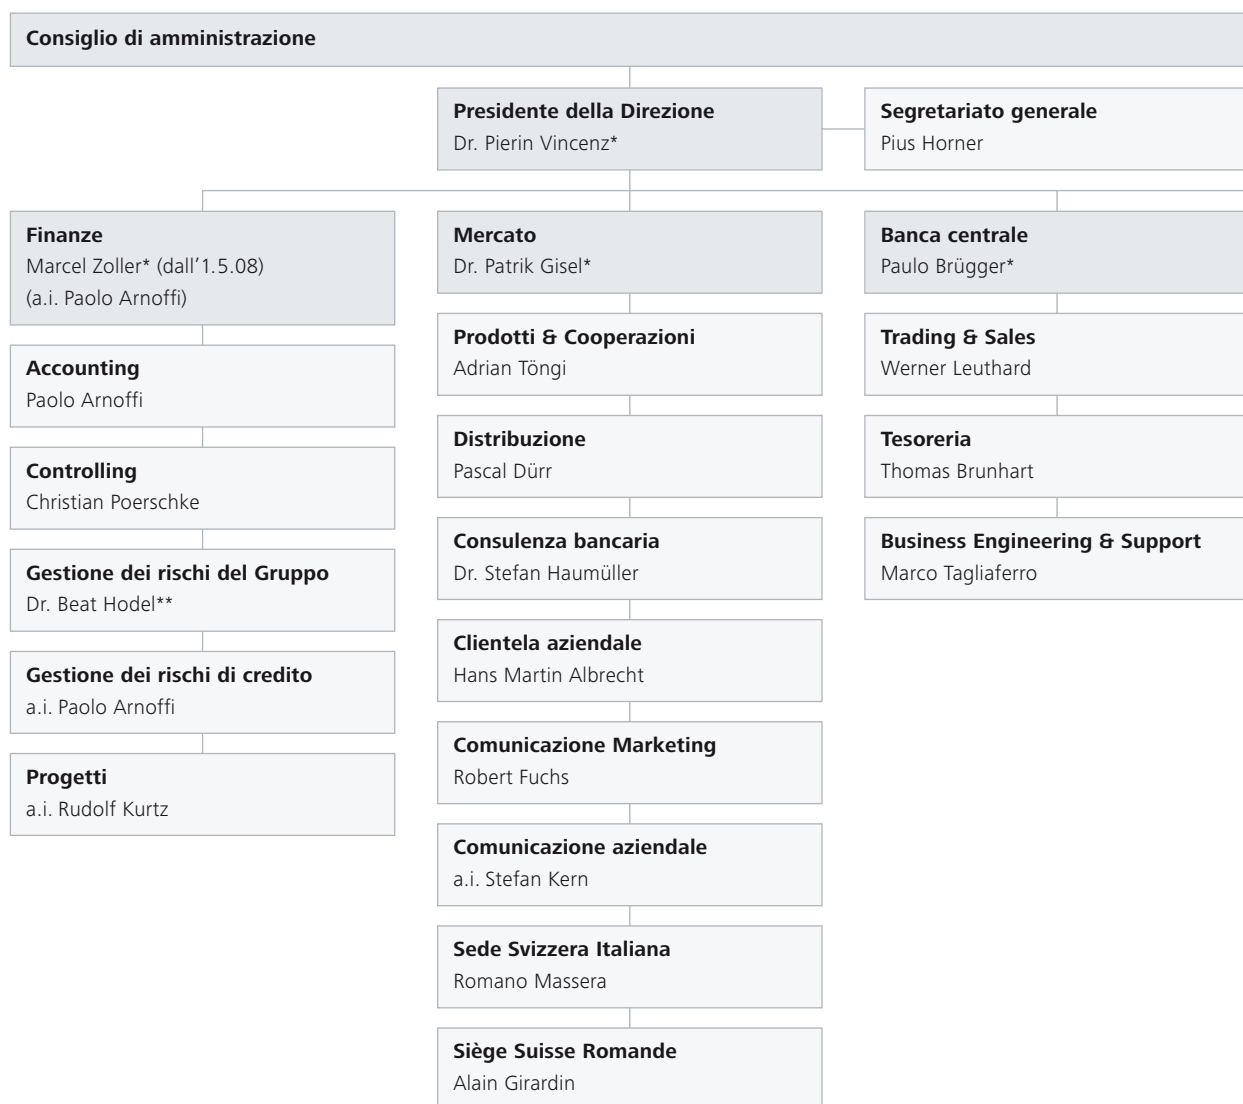 Consiglio di amministrazione
Presidente della Direzione
Dr. Pierin Vincenz*
Segretariato generale
Pius Horner
Finanze
Marcel Zoller* (dall’1.5.08)
(a.i. Paolo Arnoffi)
Accounting
Paolo Arnoffi
Controlling
Christian Poerschke
Gestione dei rischi del Gruppo
Dr. Beat Hodel**
Gestione dei rischi di credito
a.i. Paolo Arnoffi
Progetti
a.i. Rudolf Kurtz
Mercato
Dr. Patrik Gisel*
Prodotti & Cooperazioni
Adrian Töngi
Distribuzione
Pascal Dürr
Consulenza bancaria
Dr. Stefan Haumüller
Clientela aziendale
Hans Martin Albrecht
Comunicazione Marketing
Robert Fuchs
Comunicazione aziendale
a.i. Stefan Kern
Sede Svizzera Italiana
Romano Massera
Siège Suisse Romande
Alain Girardin
Banca centrale
Paulo Brügger*
Trading & Sales
Werner Leuthard
Tesoreria
Thomas Brunhart
Business Engineering & Support
Marco Tagliaferro